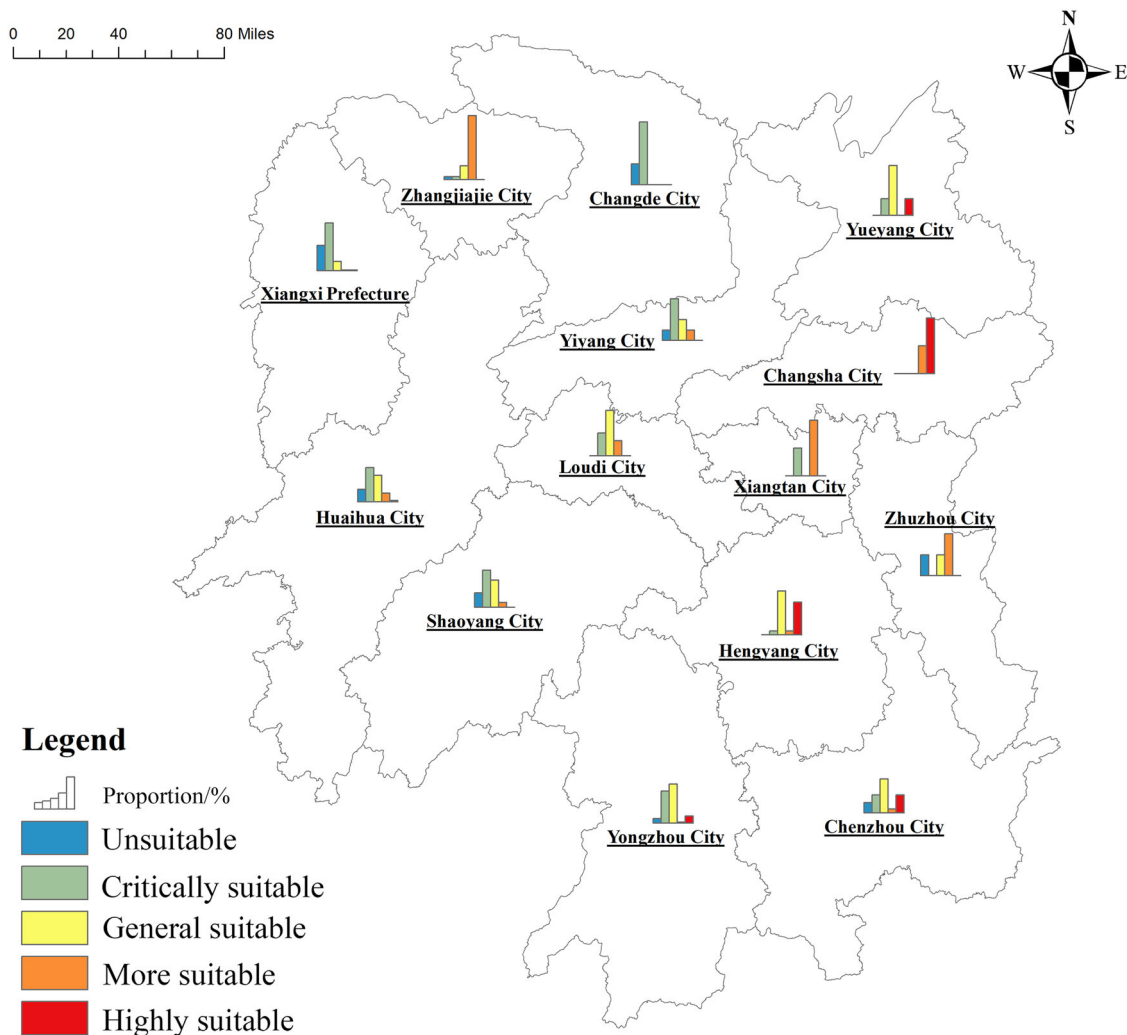 0 20 40 80 Miles
N
W E
S
Zhangjiajie City
Changde City
Yueyang City
Xiangxi Prefecture
Yiyang City
Changsha City
Loudi City
Xiangtan City
Huaihua City
Zhuzhou City
Shaoyang City
Hengyang City
Legend
Proportion/%
Unsuitable
Critically suitable
General suitable
More suitable
Highly suitable
Yongzhou City
Chenzhou City